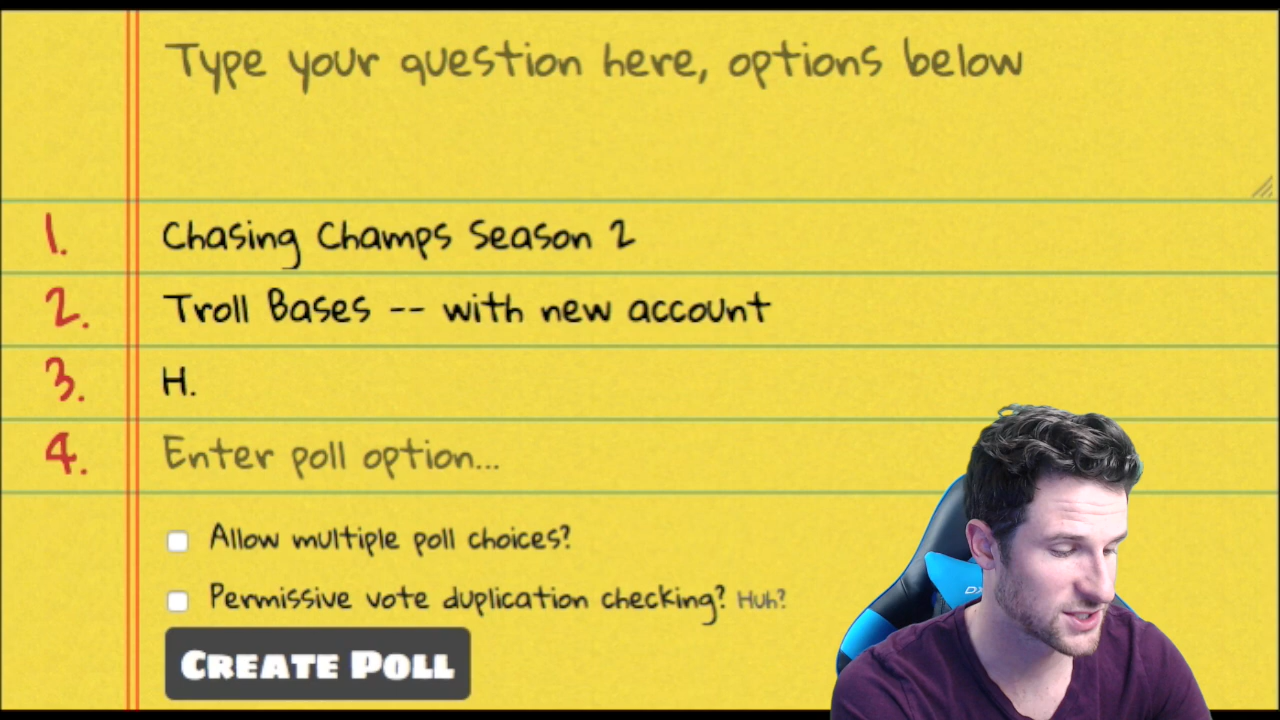 Type your question here, options below
1. Chasing Champs Season 2
2. Troll Bases -- with new account
3. H.
4. Enter poll option...
Allow multiple poll choices?
Permissive vote duplication checking? Huh?
CREATE POLL